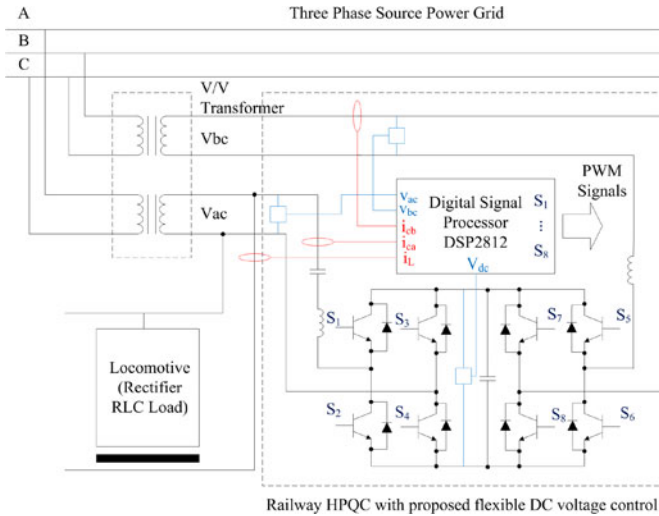 A
Three Phase Source Power Grid
B
C
V/V
Transformer
Vbc
Vac
Vac
Vbc
icb
ica
iL
Digital Signal
Processor
DSP2812
S1
⋮
S8
Vdc
PWM
Signals
S1
S3
S7
S5
S2
S4
S8
S6
Locomotive
(Rectifier
RLC Load)
Railway HPQC with proposed flexible DC voltage control